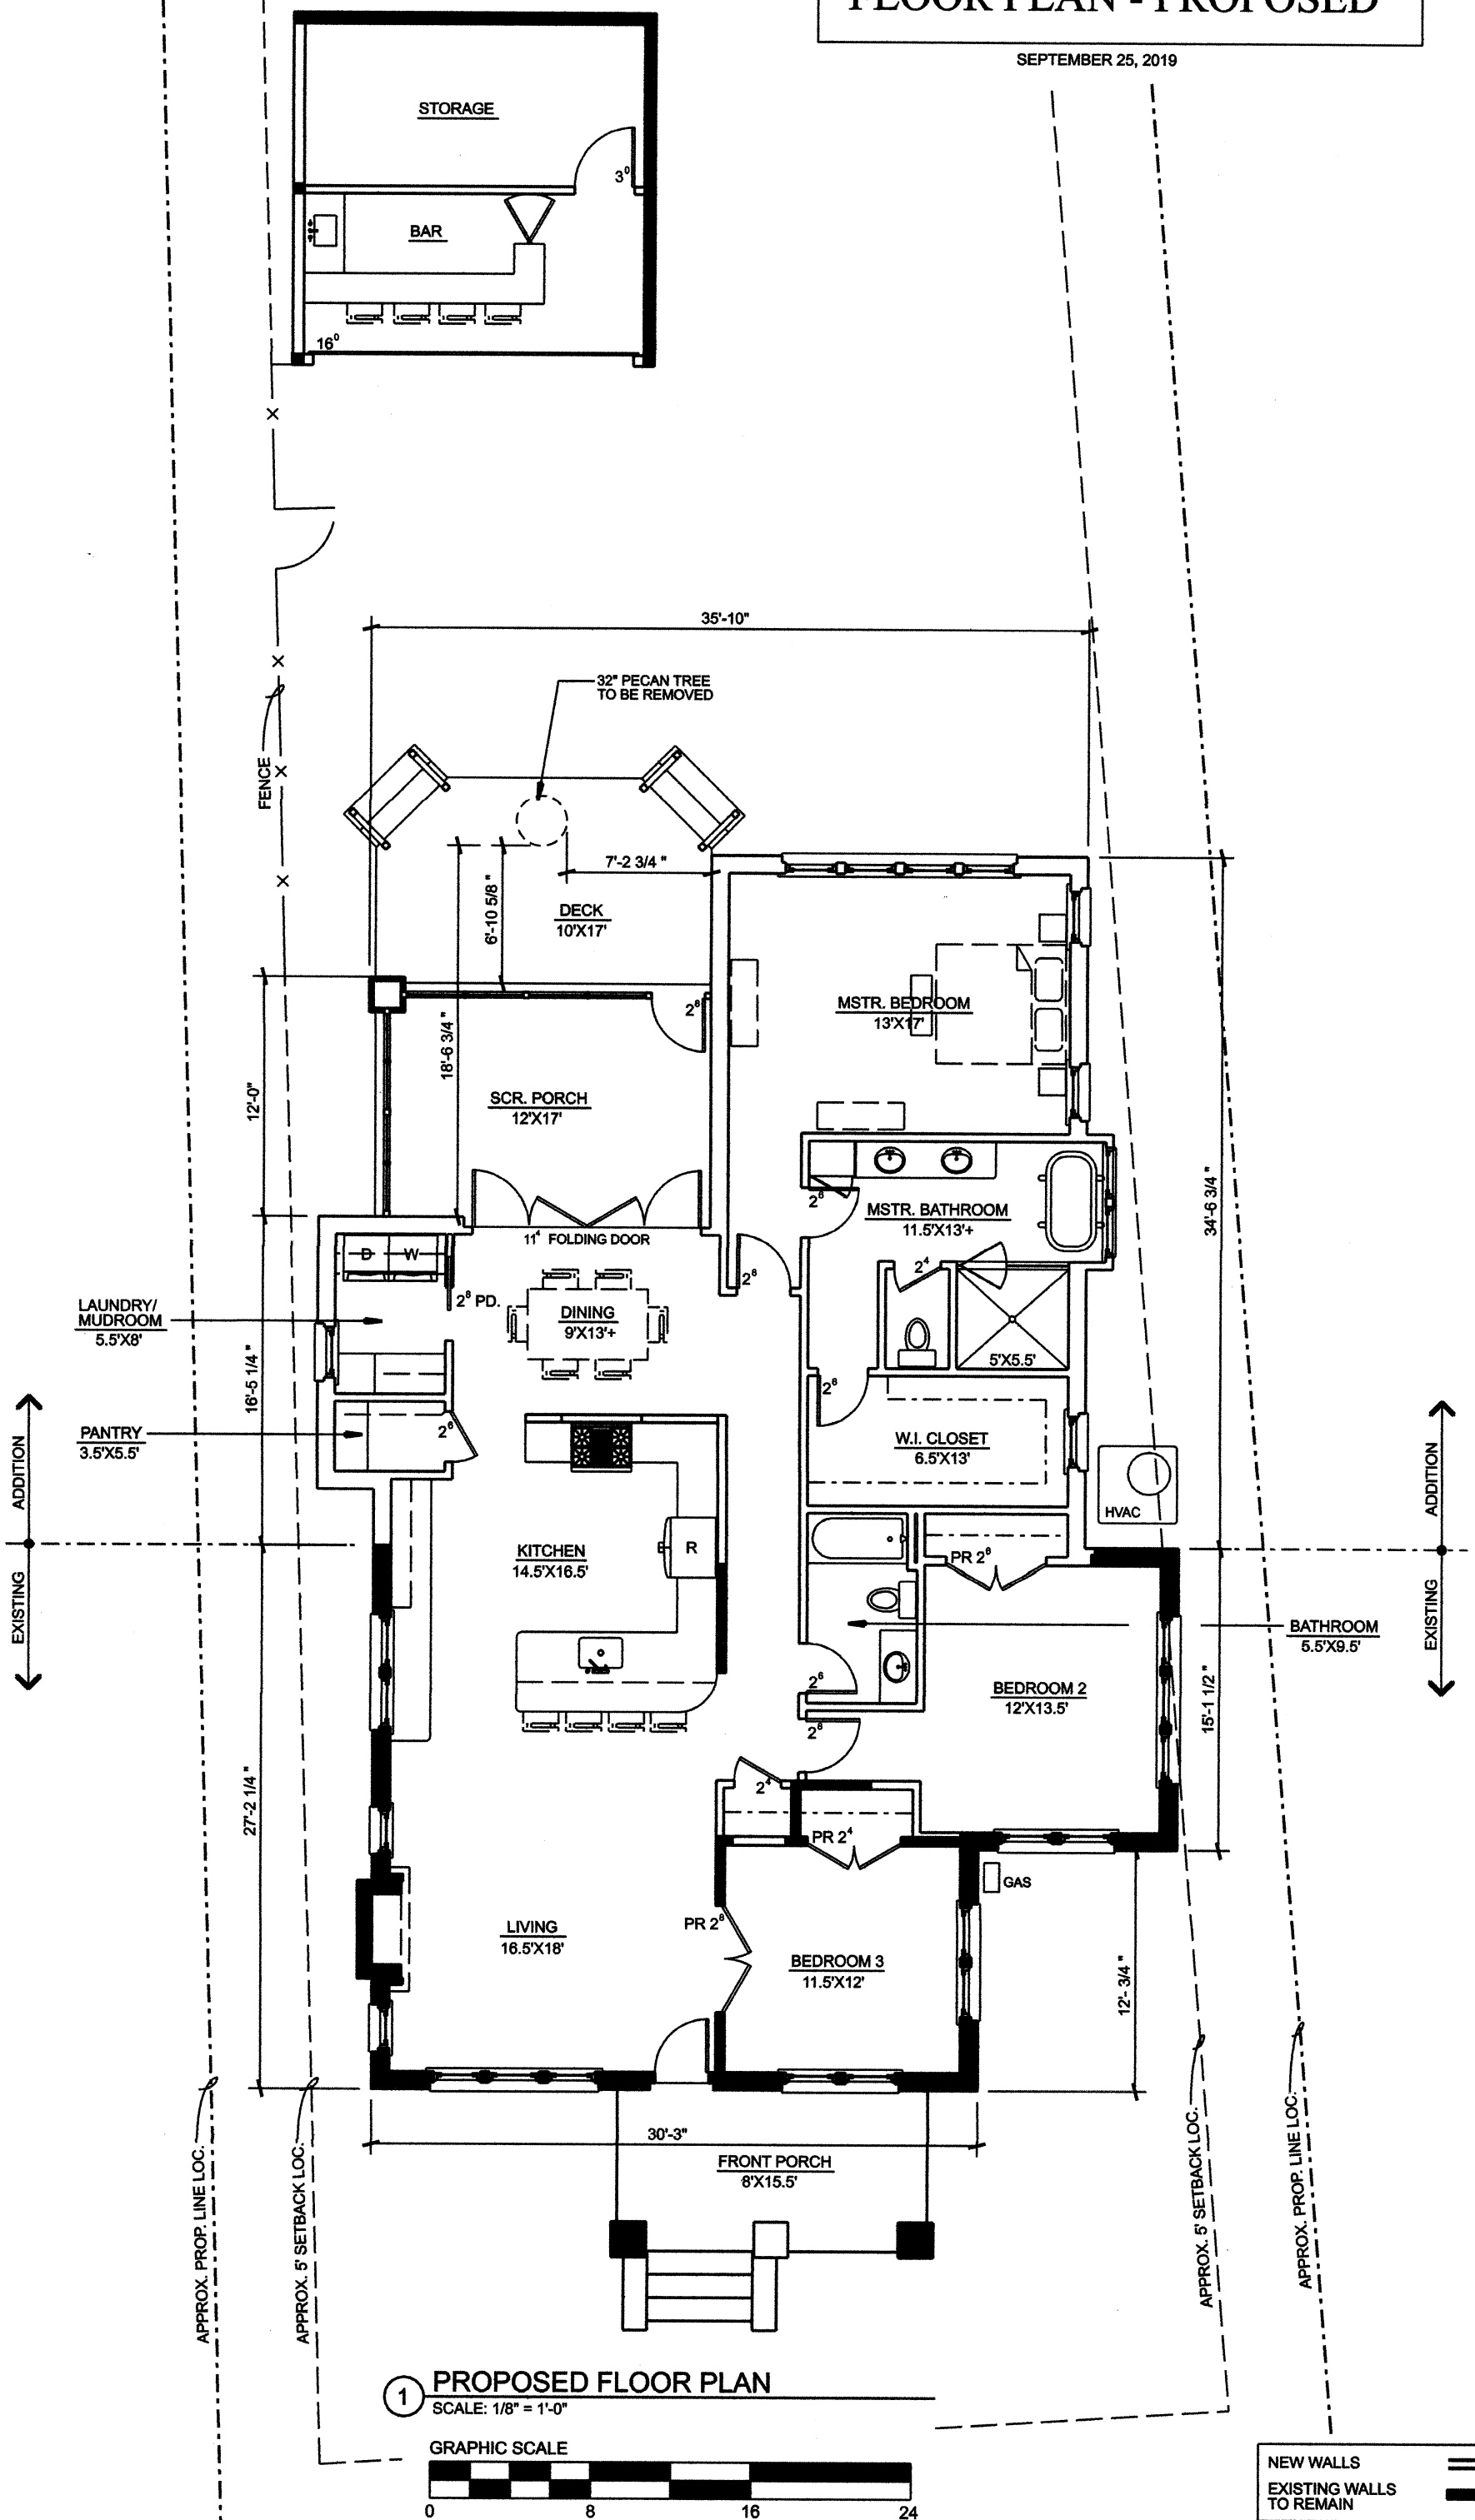 FLOOR PLAN - PROPOSED
SEPTEMBER 25, 2019
STORAGE
3⁰
BAR
16⁰
35'-10"
32" PECAN TREE
TO BE REMOVED
FENCE
7'-2 3/4 "
6'-10 5/8 "
DECK
10'X17'
18'-6 3/4 "
2⁸
MSTR. BEDROOM
13'X17'
12'-0"
SCR. PORCH
12'X17'
34'-6 3/4 "
2⁶
MSTR. BATHROOM
11.5'X13'+
11⁴ FOLDING DOOR
D
W
2⁴
2⁸
2⁸ PD.
LAUNDRY/
MUDROOM
5.5'X8'
DINING
9'X13'+
5'X5.5'
16'-5 1/4 "
2⁶
PANTRY
3.5'X5.5'
2⁶
W.I. CLOSET
6.5'X13'
ADDITION
ADDITION
HVAC
KITCHEN
14.5'X16.5'
R
PR 2⁶
EXISTING
EXISTING
BATHROOM
5.5'X9.5'
2⁶
BEDROOM 2
12'X13.5'
15'-1 1/2 "
2⁸
2⁴
27'-2 1/4 "
PR 2⁴
GAS
PR 2⁸
LIVING
16.5'X18'
BEDROOM 3
11.5'X12'
12'- 3/4 "
30'-3"
FRONT PORCH
8'X15.5'
APPROX. PROP. LINE LOC.
APPROX. 5' SETBACK LOC.
APPROX. 5' SETBACK LOC.
APPROX. PROP. LINE LOC.
1
PROPOSED FLOOR PLAN
SCALE: 1/8" = 1'-0"
GRAPHIC SCALE
0 8 16 24
NEW WALLS
EXISTING WALLS
TO REMAIN